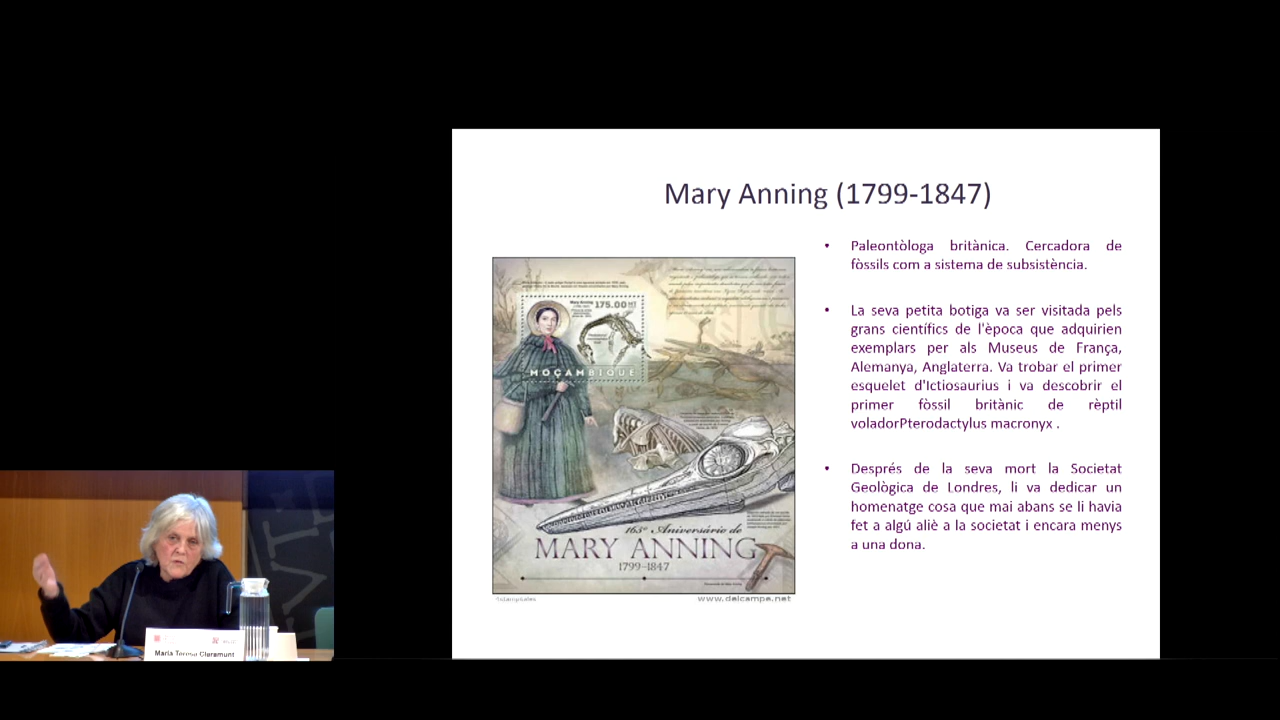 Mary Anning (1799-1847)
• Paleontòloga britànica. Cercadora de
fòssils com a sistema de subsistència.
• La seva petita botiga va ser visitada pels
grans científics de l'època que adquirien
exemplars per als Museus de França,
Alemanya, Anglaterra. Va trobar el primer
esquelet d'Ictiosaurius i va descobrir el
primer fòssil britànic de rèptil
voladorPterodactylus macronyx .
• Després de la seva mort la Societat
Geològica de Londres, li va dedicar un
homenatge cosa que mai abans se li havia
fet a algú aliè a la societat i encara menys
a una dona.
Mary Anning
175.00 MT
MOÇAMBIQUE
165º Aniversário de
MARY ANNING
1799-1847
www.delcampe.net
Maria Teresa Claramunt